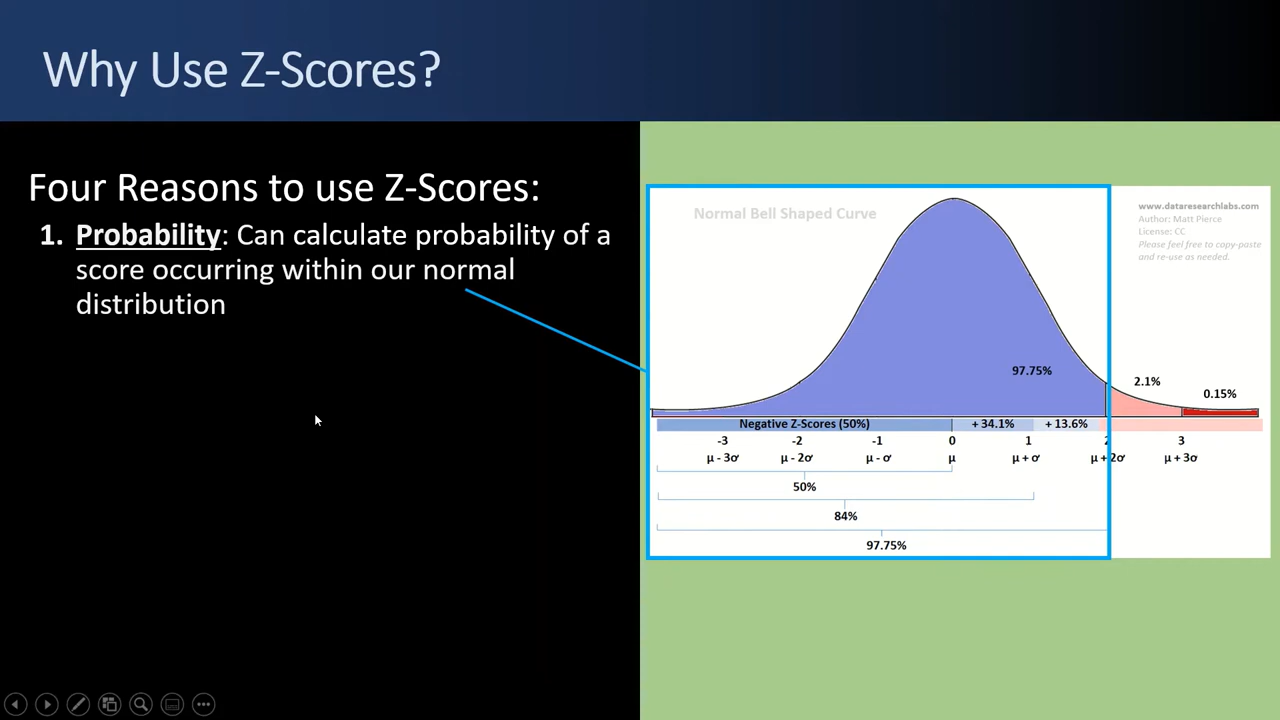 Why Use Z-Scores?
Four Reasons to use Z-Scores:
1. Probability: Can calculate probability of a
score occurring within our normal
distribution
Normal Bell Shaped Curve
www.dataresearchlabs.com
Author: Matt Pierce
License: CC
Please feel free to copy-paste
and re-use as needed.
97.75%
2.1%
0.15%
Negative Z-Scores (50%) + 34.1% + 13.6%
-3 -2 -1 0 1 2 3
μ - 3σ μ - 2σ μ - σ μ μ + σ μ + 2σ μ + 3σ
50%
84%
97.75%